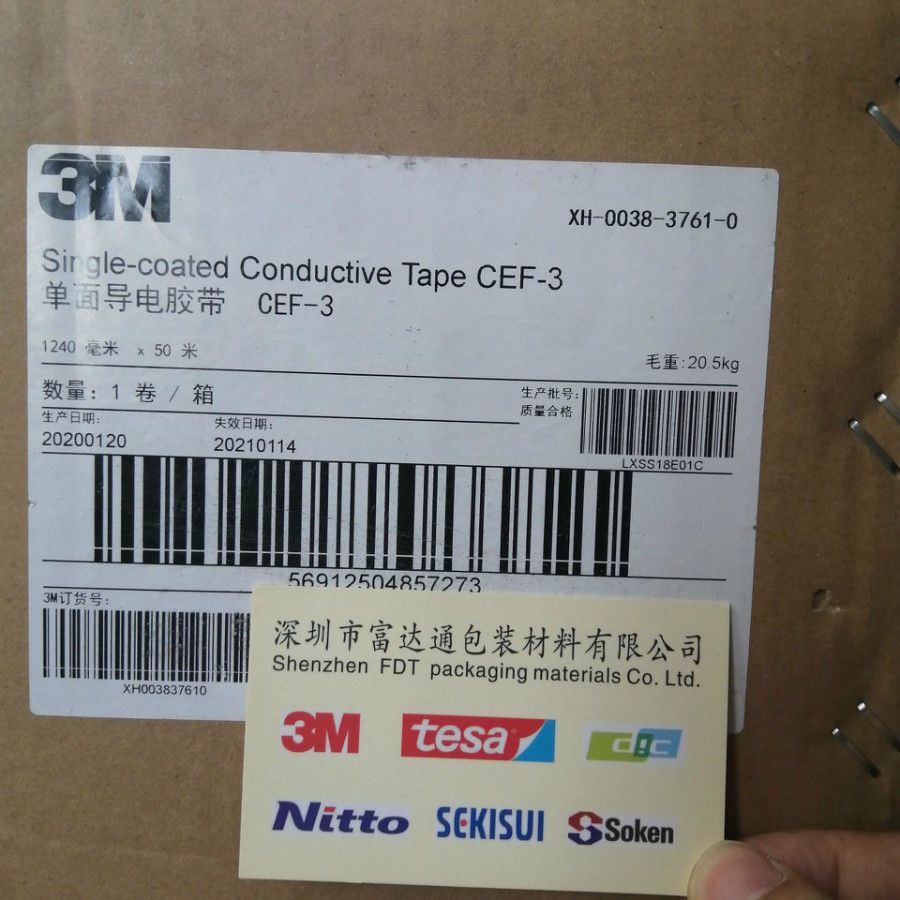 3M
XH-0038-3761-0
Single-coated Conductive Tape CEF-3
单面导电胶带 CEF-3
1240 毫米 x 50 米
毛重:20.5kg
数量: 1 卷 / 箱
生产批号:
质量合格
LXSS18E01C
生产日期:
失效日期:
20200120
20210114
56912504857273
3M订货号:
XH003837610
深圳市富达通包装材料有限公司
Shenzhen FDT packaging materials Co. Ltd.
3M tesa dic
Nitto SEKISUI Soken